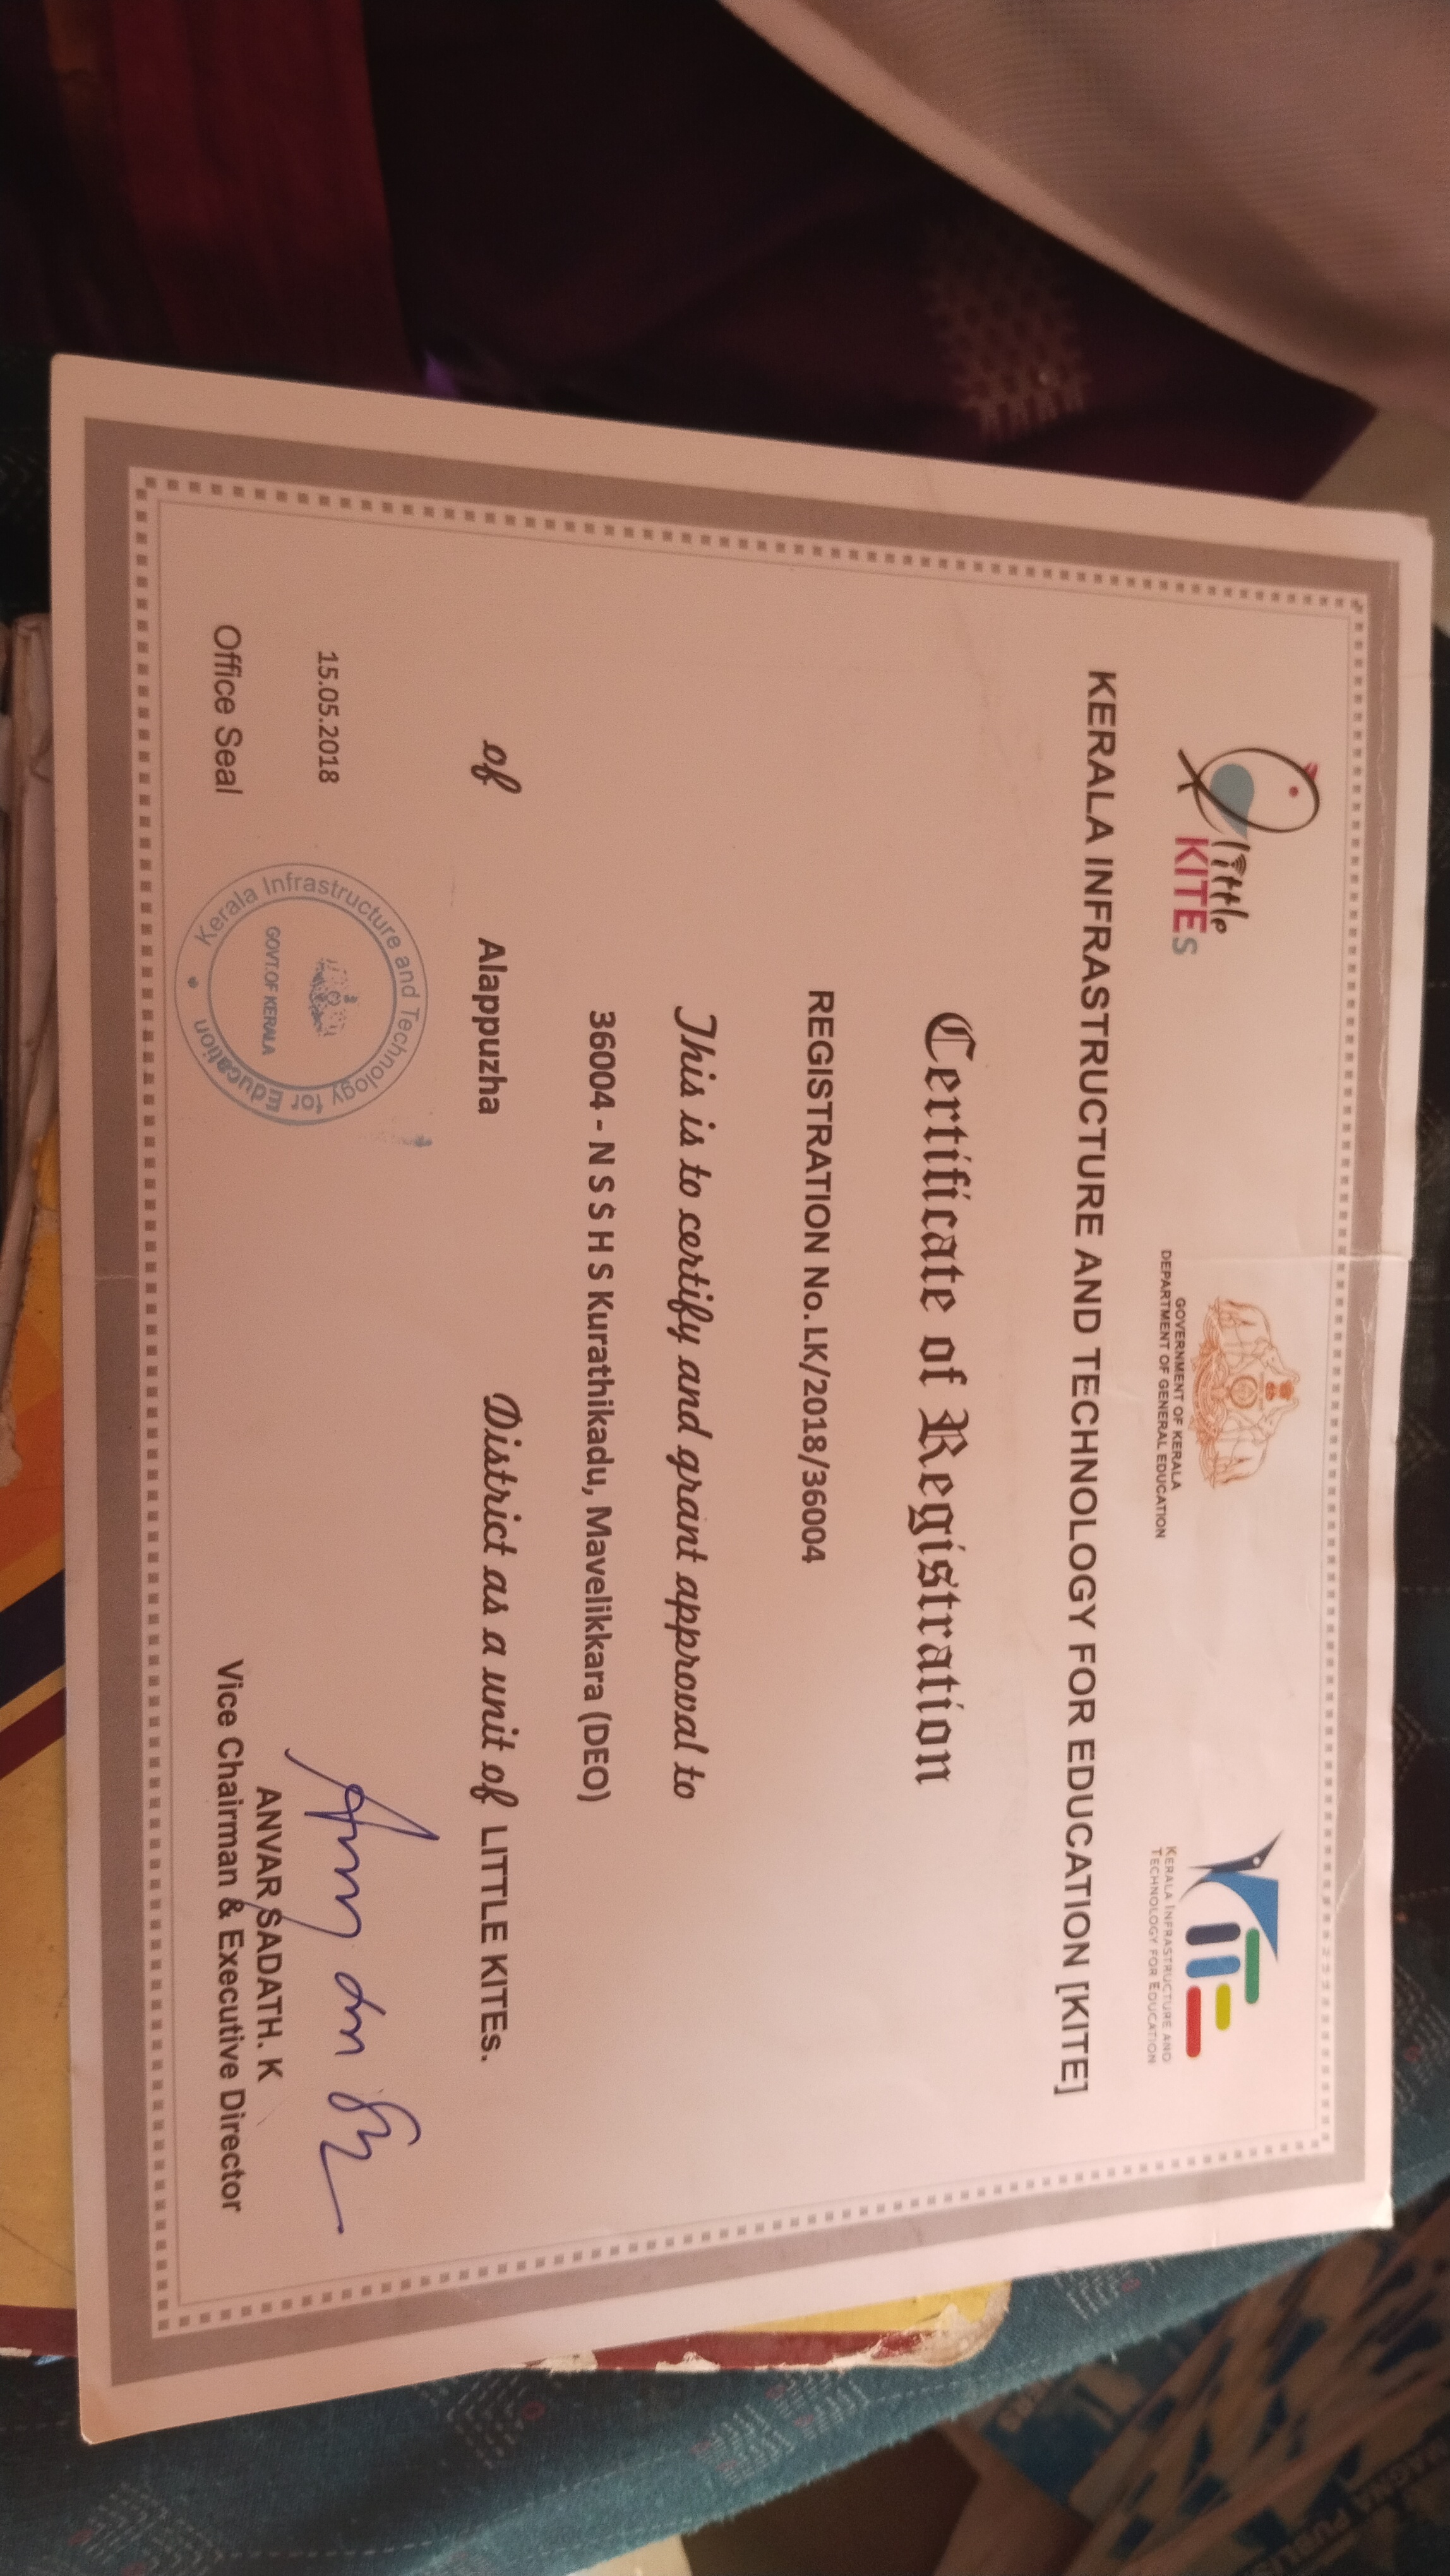 little
KITEs
GOVERNMENT OF KERALA
DEPARTMENT OF GENERAL EDUCATION
KERALA INFRASTRUCTURE AND
TECHNOLOGY FOR EDUCATION
KERALA INFRASTRUCTURE AND TECHNOLOGY FOR EDUCATION [KITE]
Certificate of Registration
REGISTRATION No. LK/2018/36004
This is to certify and grant approval to
36004 - N S S H S Kurathikadu, Mavelikkara (DEO)
of Alappuzha District as a unit of LITTLE KITEs.
15.05.2018
Office Seal
Kerala Infrastructure and Technology for Education
GOVT.OF KERALA
ANVAR SADATH. K
Vice Chairman & Executive Director